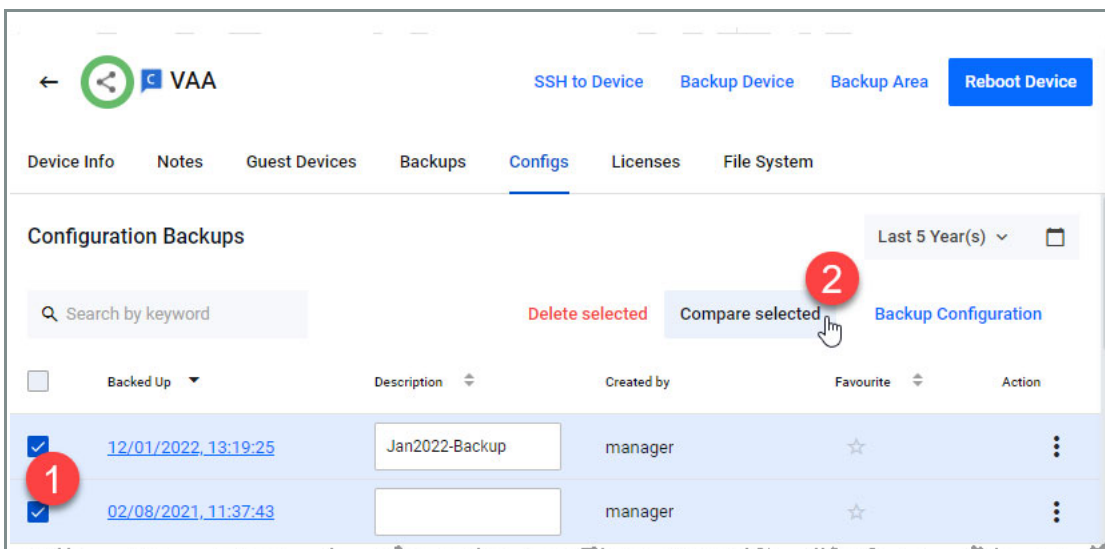 C VAA SSH to Device Backup Device Backup Area Reboot Device
Device Info Notes Guest Devices Backups Configs Licenses File System
Configuration Backups Last 5 Year(s)
2
Search by keyword Delete selected Compare selected Backup Configuration
Backed Up Description Created by Favourite Action
12/01/2022, 13:19:25 Jan2022-Backup manager
1
02/08/2021, 11:37:43 manager